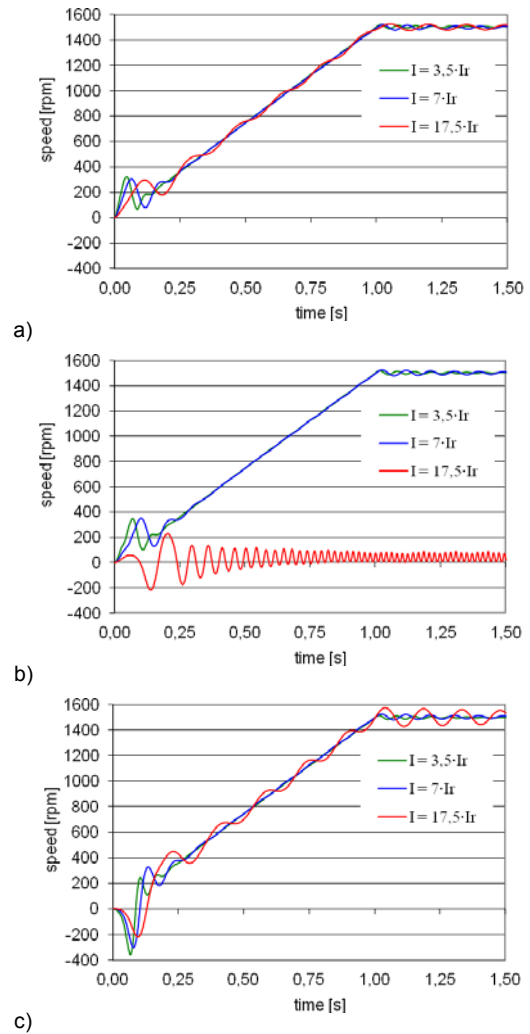 speed [rpm]
1600
1400
1200
1000
800
600
400
200
0
-200
-400
I = 3,5·Ir
I = 7·Ir
I = 17,5·Ir
0,00 0,25 0,50 0,75 1,00 1,25 1,50
time [s]
a)
speed [rpm]
1600
1400
1200
1000
800
600
400
200
0
-200
-400
I = 3,5·Ir
I = 7·Ir
I = 17,5·Ir
0,00 0,25 0,50 0,75 1,00 1,25 1,50
time [s]
b)
speed [rpm]
1600
1400
1200
1000
800
600
400
200
0
-200
-400
I = 3,5·Ir
I = 7·Ir
I = 17,5·Ir
0,00 0,25 0,50 0,75 1,00 1,25 1,50
time [s]
c)